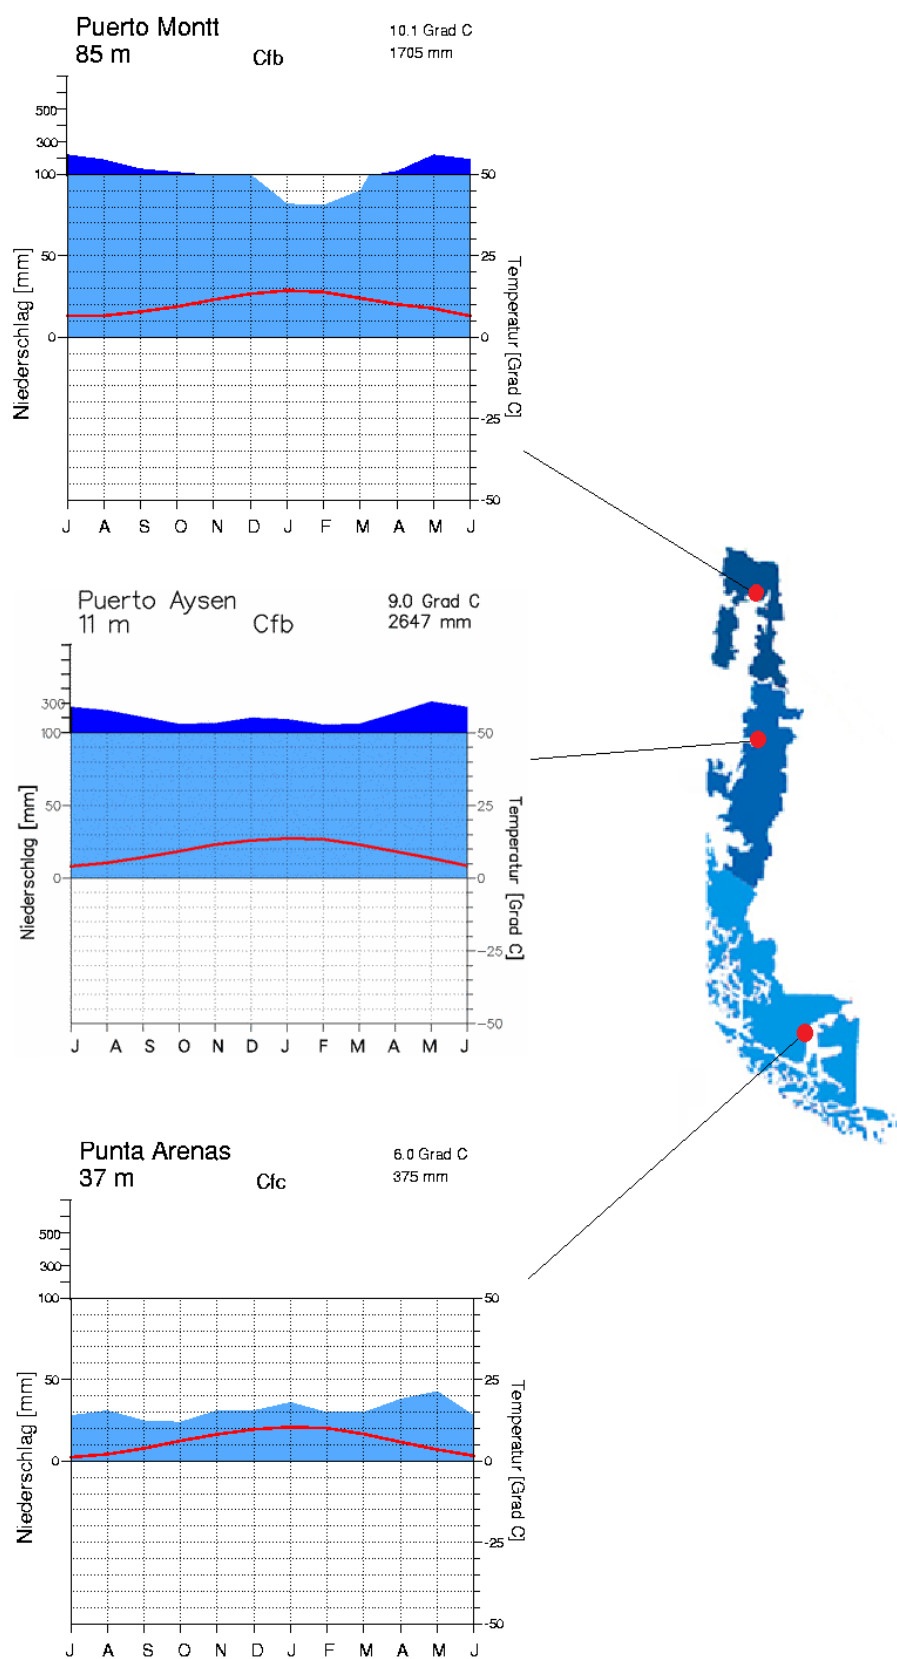 Puerto Montt
10.1 Grad C
85 m
Cfb
1705 mm
500
300
100
50
50
25
0
0
-25
-50
Niederschlag [mm]
Temperatur [Grad C]
J A S O N D J F M A M J
Puerto Aysen
9.0 Grad C
11 m
Cfb
2647 mm
300
100
50
50
25
0
0
-25
-50
Niederschlag [mm]
Temperatur [Grad C]
J A S O N D J F M A M J
Punta Arenas
6.0 Grad C
37 m
Cfc
375 mm
500
300
100
50
50
25
0
0
-25
-50
Niederschlag [mm]
Temperatur [Grad C]
J A S O N D J F M A M J